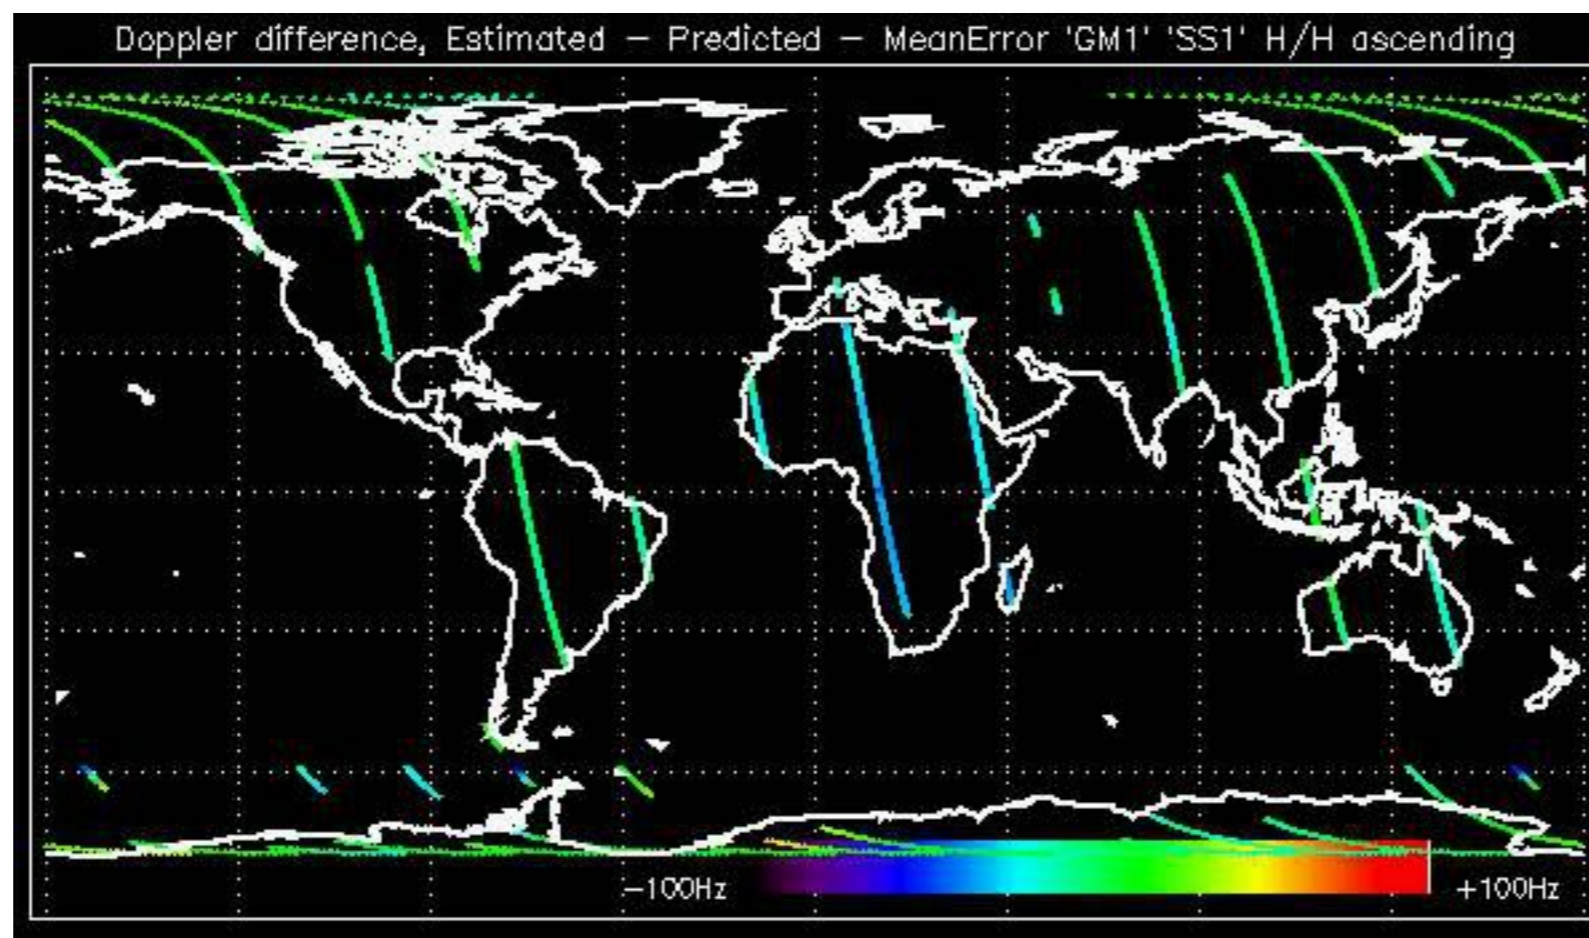 Doppler difference, Estimated − Predicted − MeanError 'GM1' 'SS1' H/H ascending
−100Hz +100Hz